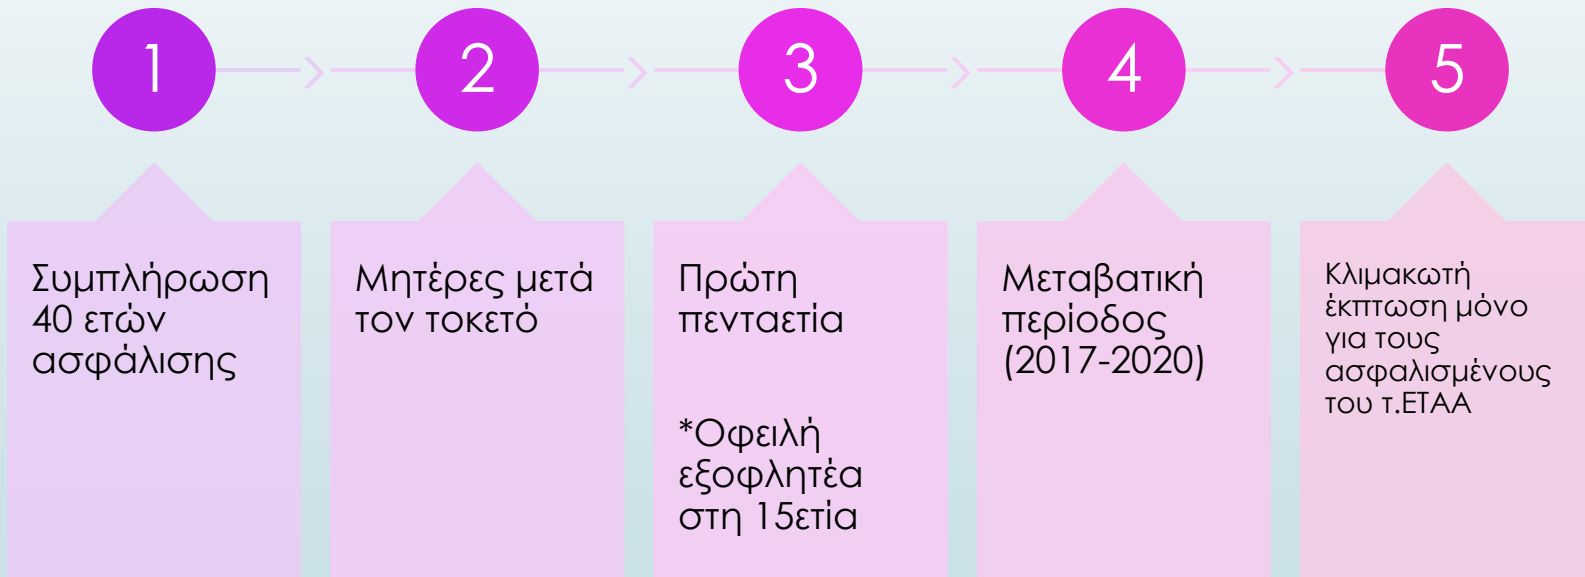 1
2
3
4
5
Συμπλήρωση
40 ετών
ασφάλισης
Μητέρες μετά
τον τοκετό
Πρώτη
πενταετία
*Οφειλή
εξοφλητέα
στη 15ετία
Μεταβατική
περίοδος
(2017-2020)
Κλιμακωτή
έκπτωση μόνο
για τους
ασφαλισμένους
του τ.ΕΤΑΑ